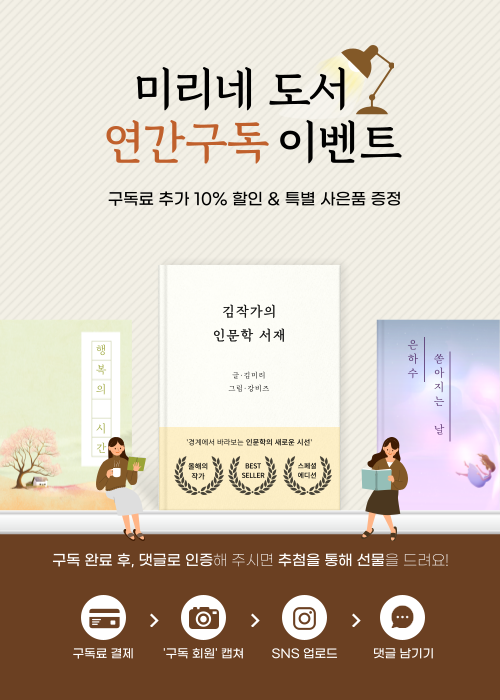 미리네 도서
연간구독 이벤트
구독료 추가 10% 할인 & 특별 사은품 증정
행복의 시간
김작가의
인문학 서재
글·김미리
그림·강미즈
'경계에서 바라보는 인문학의 새로운 시선'
올해의
작가
BEST
SELLER
스페셜
에디션
은하수
쏟아지는 날
구독 완료 후, 댓글로 인증해 주시면 추첨을 통해 선물을 드려요!
구독료 결제
'구독 회원' 캡쳐
SNS 업로드
댓글 남기기